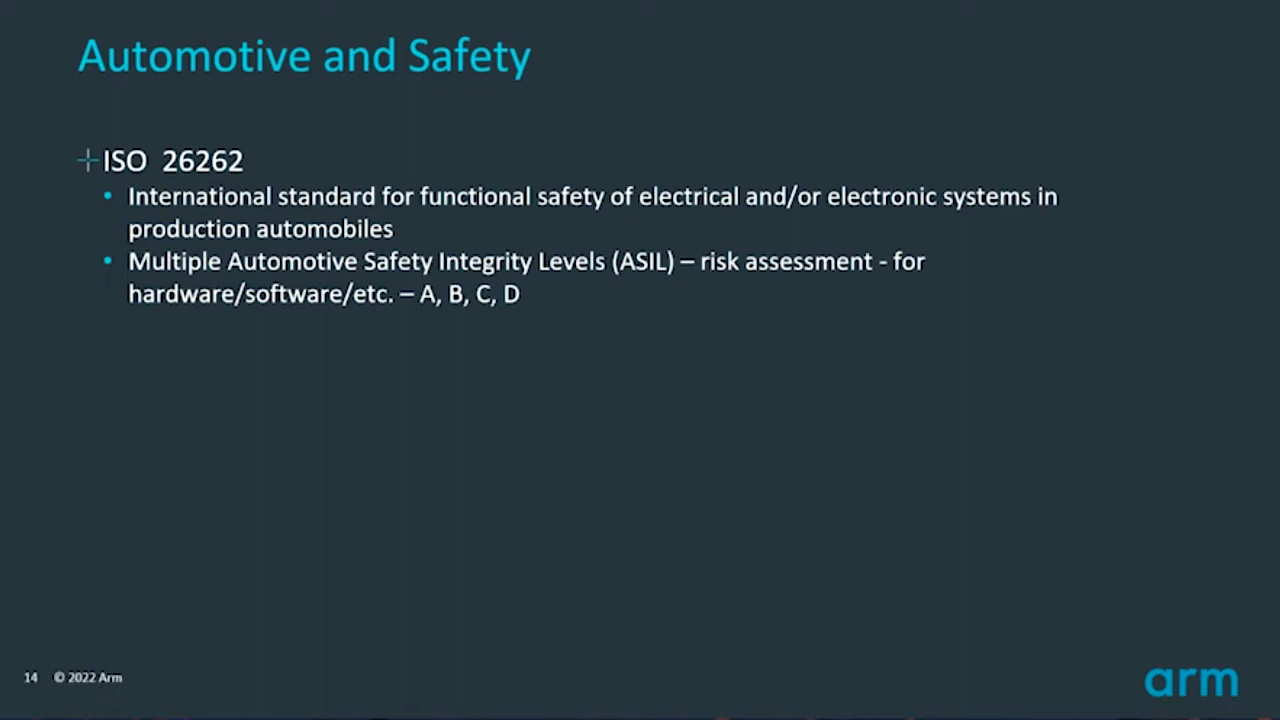 Automotive and Safety
ISO 26262
• International standard for functional safety of electrical and/or electronic systems in
production automobiles
• Multiple Automotive Safety Integrity Levels (ASIL) – risk assessment - for
hardware/software/etc. – A, B, C, D
14 © 2022 Arm
arm